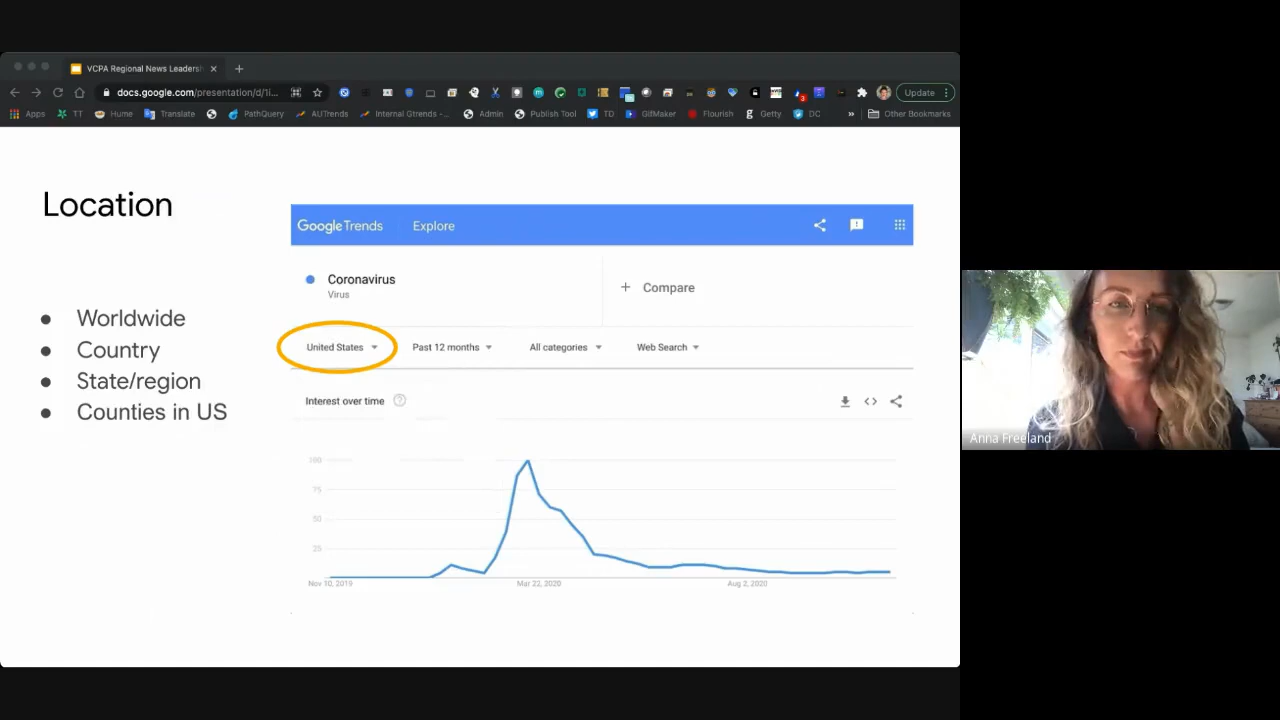 VCPA Regional News Leadersh
docs.google.com/presentation/d/1i...
Update
Apps
TT
Home
Translate
PathQuery
AUTrends
Internal Gtrends -...
Admin
Publish Tool
TD
GifMaker
Flourish
Getty
DC
»
Other Bookmarks
Location
Worldwide
Country
State/region
Counties in US
Google Trends
Explore
Coronavirus
Virus
+ Compare
United States
Past 12 months
All categories
Web Search
Interest over time
100
75
50
25
Nov 10, 2019
Mar 22, 2020
Aug 2, 2020
Anna Freeland